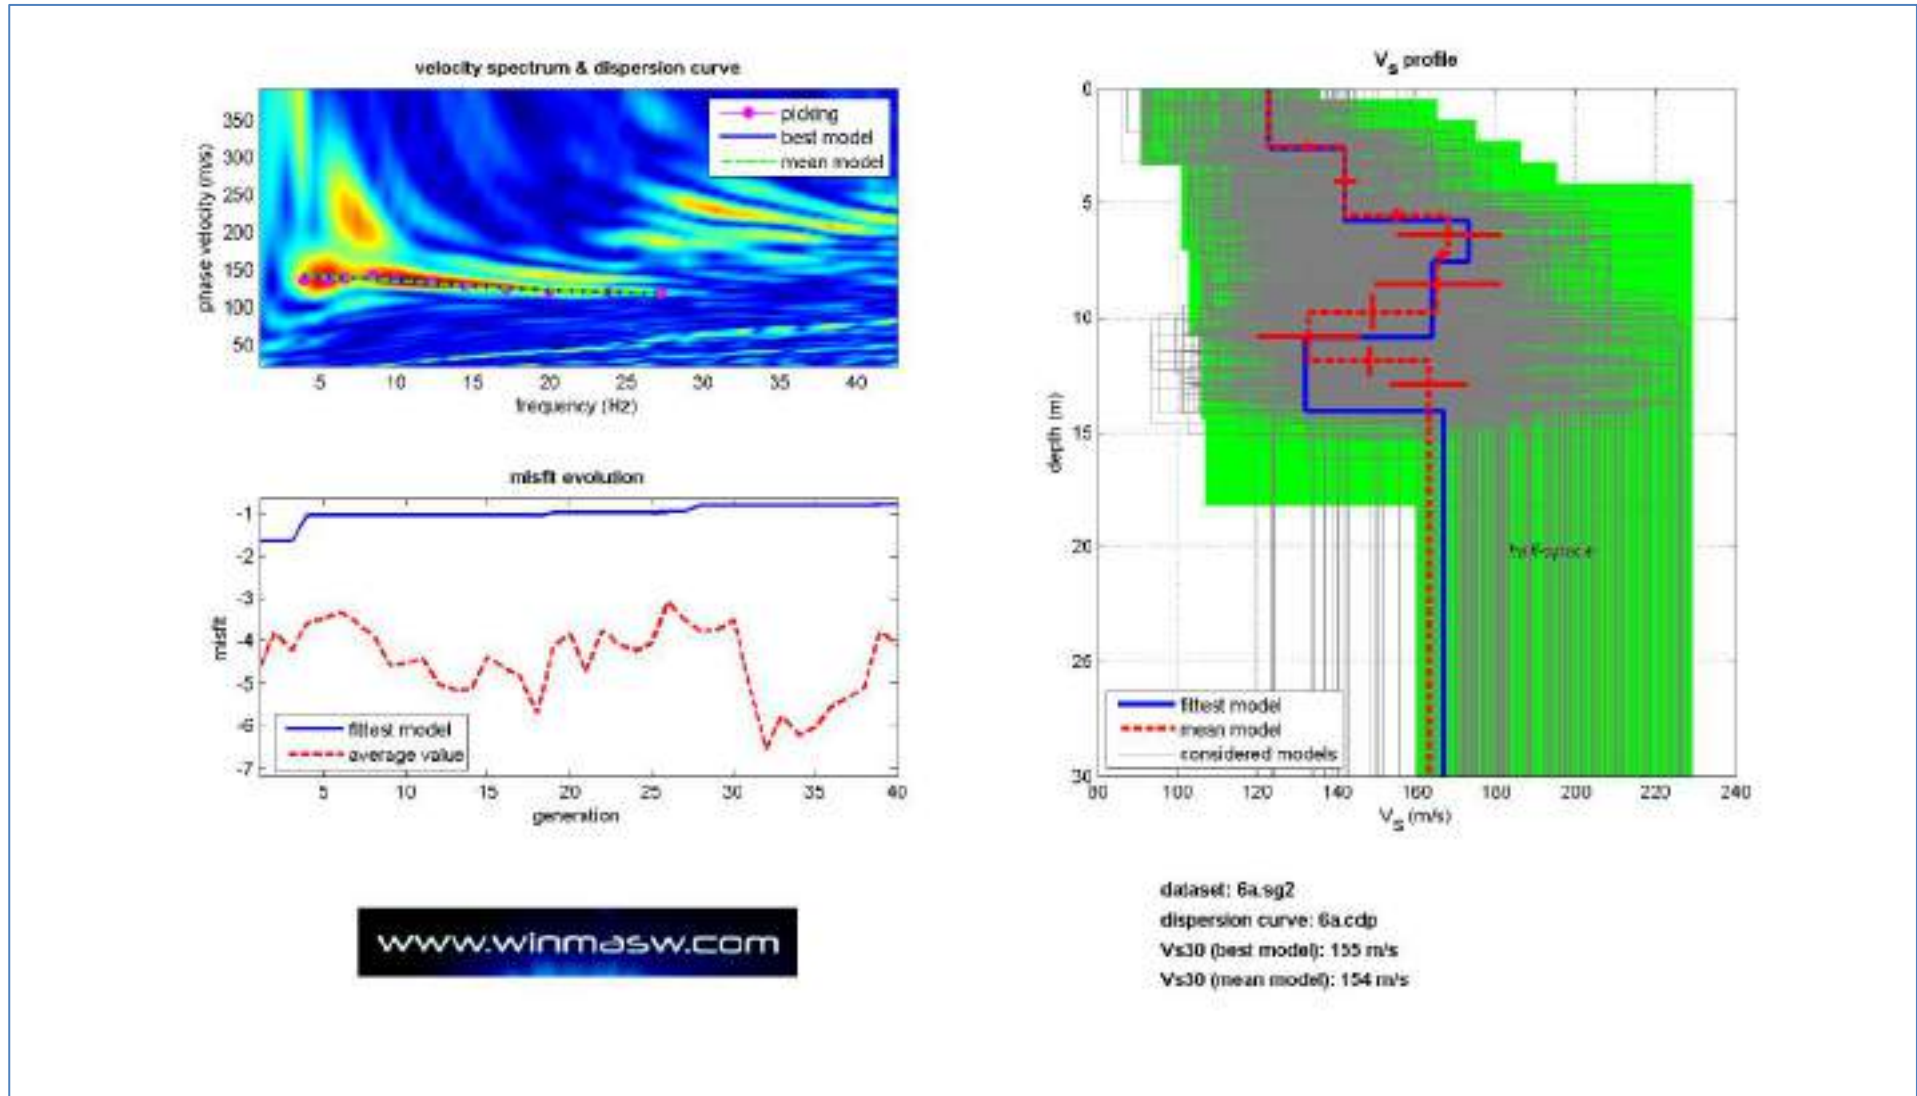 velocity spectrum & dispersion curve
picking
best model
mean model
phase velocity (m/s)
350
300
250
200
150
100
50
5 10 15 20 25 30 35 40
frequency (Hz)
misfit evolution
misfit
-1
-2
-3
-4
-5
-6
-7
fittest model
average value
5 10 15 20 25 30 35 40
generation
www.winmasw.com
VS profile
depth (m)
0
5
10
15
20
25
30
half-space
fittest model
mean model
considered models
80 100 120 140 160 180 200 220 240
VS (m/s)
dataset: 6a.sg2
dispersion curve: 6a.cdp
Vs30 (best model): 155 m/s
Vs30 (mean model): 154 m/s